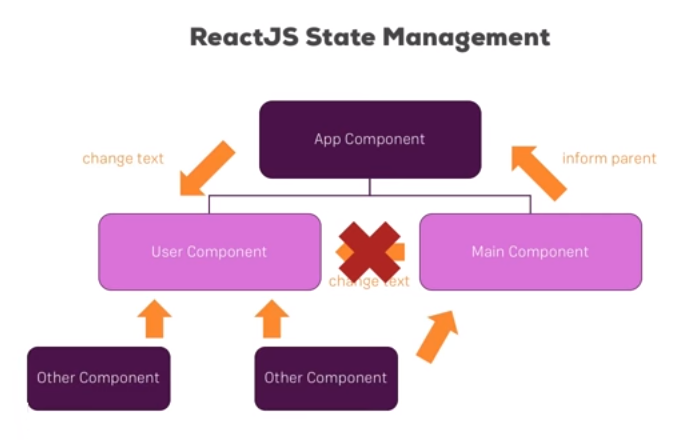 ReactJS State Management
App Component
change text
inform parent
User Component
Main Component
change text
Other Component
Other Component